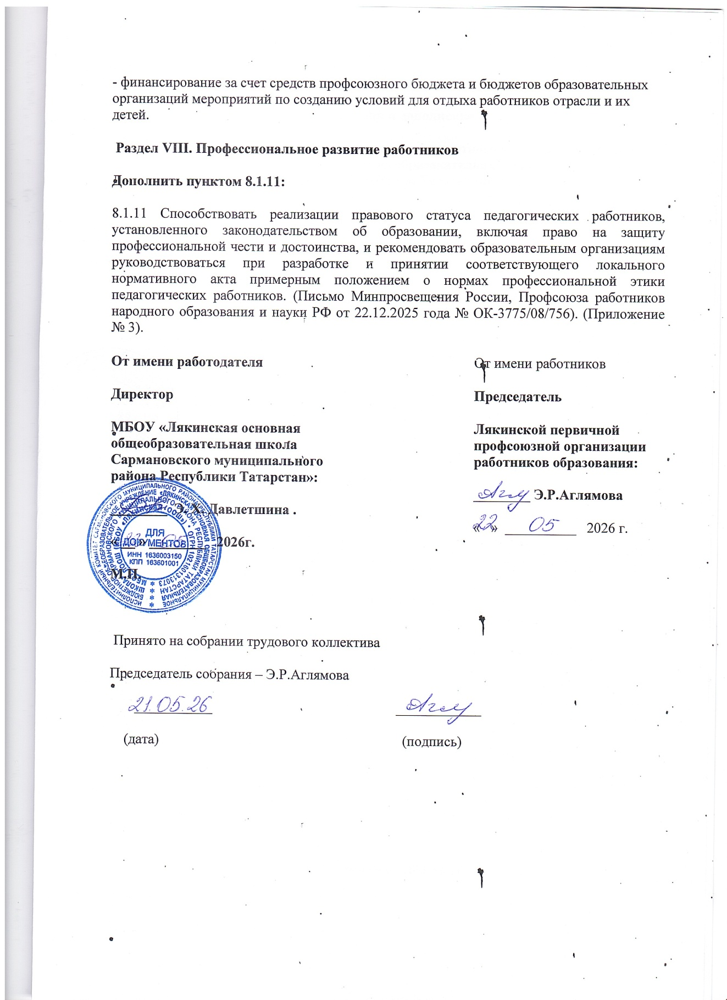 - финансирование за счет средств профсоюзного бюджета и бюджетов образовательных
организаций мероприятий по созданию условий для отдыха работников отрасли и их
детей.
Раздел VIII. Профессиональное развитие работников
Дополнить пунктом 8.1.11:
8.1.11 Способствовать реализации правового статуса педагогических работников,
установленного законодательством об образовании, включая право на защиту
профессиональной чести и достоинства, и рекомендовать образовательным организациям
руководствоваться при разработке и принятии соответствующего локального
нормативного акта примерным положением о нормах профессиональной этики
педагогических работников. (Письмо Минпросвещения России, Профсоюза работников
народного образования и науки РФ от 22.12.2025 года № ОК-3775/08/756). (Приложение
№ 3).
От имени работодателя
Директор
МБОУ «Лякинская основная
общеобразовательная школа
Сармановского муниципального
района Республики Татарстан»:
Э. Х. Давлетшина .
«22» 05 2026г.
М.П.
ДЛЯ
ДОКУМЕНТОВ
ИНН 1636003150
КПП 163601001
От имени работников
Председатель
Лякинской первичной
профсоюзной организации
работников образования:
Э.Р.Аглямова
«22» 05 2026 г.
Принято на собрании трудового коллектива
Председатель собрания – Э.Р.Аглямова
21.05.26
(дата)
(подпись)